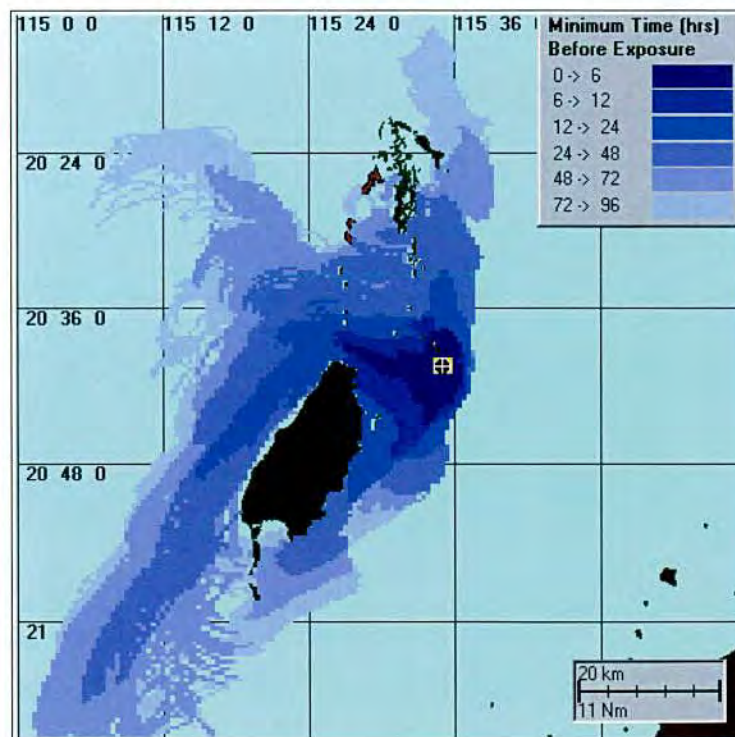 115 0 0
115 12 0
115 24 0
115 36 0
Minimum Time (hrs)
Before Exposure
0 -> 6
6 -> 12
12 -> 24
24 -> 48
48 -> 72
72 -> 96
20 24 0
20 36 0
20 48 0
21
20 km
11 Nm